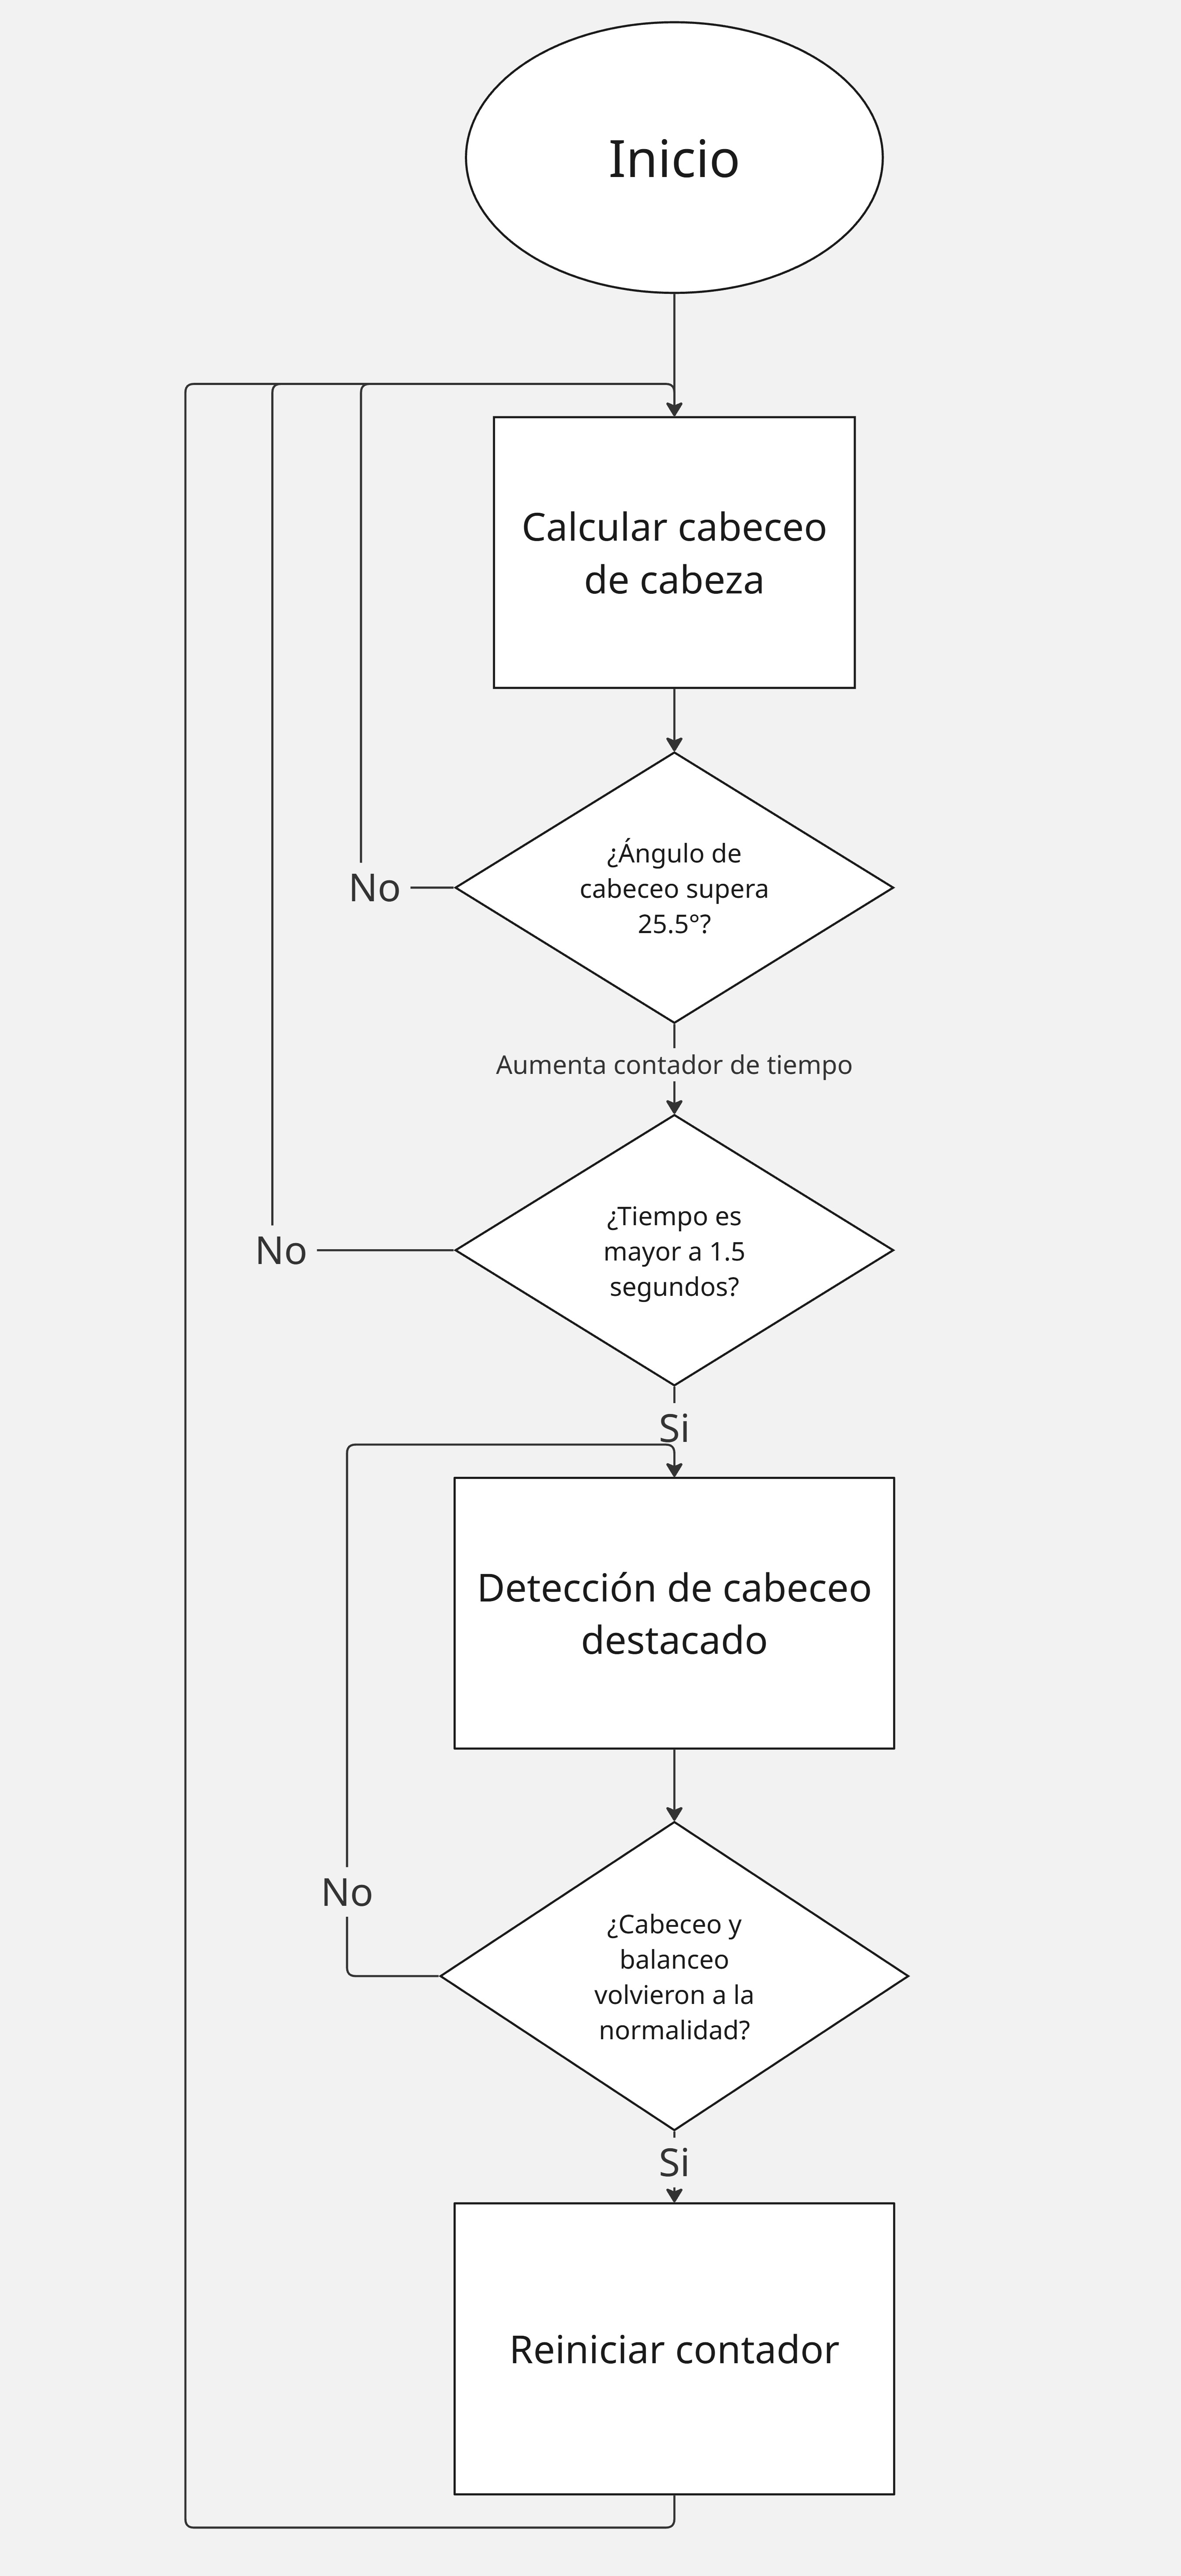 Inicio
Calcular cabeceo
de cabeza
¿Ángulo de
cabeceo supera
25.5°?
No
Aumenta contador de tiempo
¿Tiempo es
mayor a 1.5
segundos?
No
Si
Detección de cabeceo
destacado
No
¿Cabeceo y
balanceo
volvieron a la
normalidad?
Si
Reiniciar contador